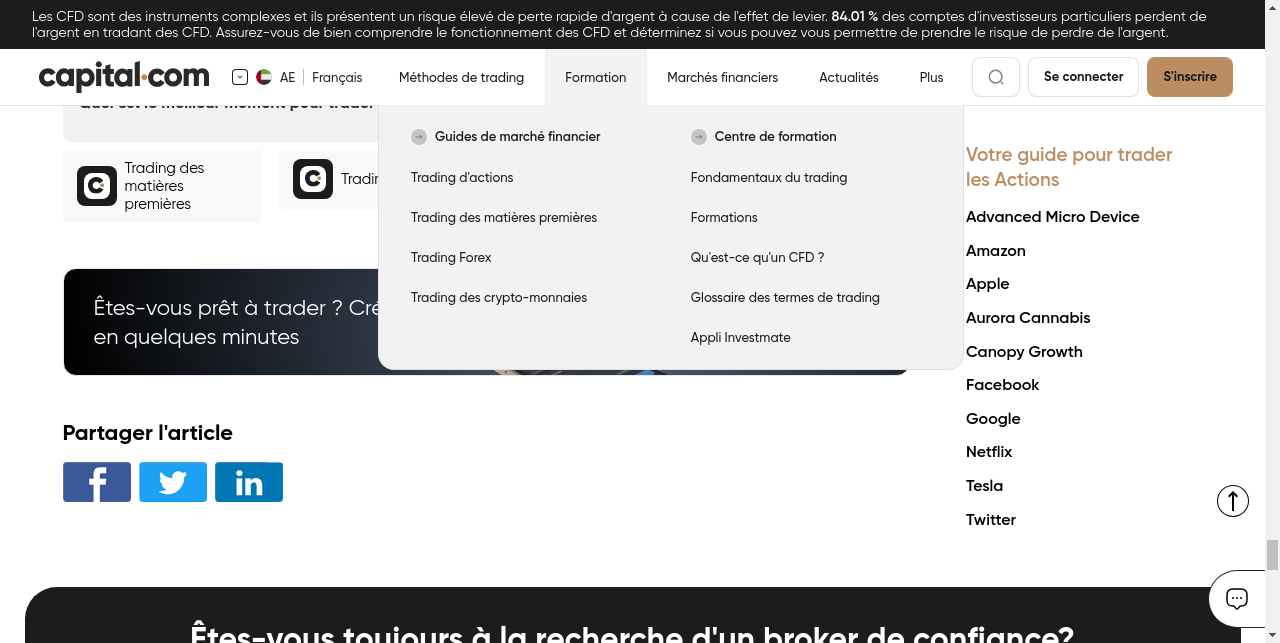 Les CFD sont des instruments complexes et ils présentent un risque élevé de perte rapide d'argent à cause de l'effet de levier. 84.01 % des comptes d'investisseurs particuliers perdent de
l'argent en tradant des CFD. Assurez-vous de bien comprendre le fonctionnement des CFD et déterminez si vous pouvez vous permettre de prendre le risque de perdre de l'argent.
capital.com
AE
Français
Méthodes de trading
Formation
Marchés financiers
Actualités
Plus
Se connecter
S'inscrire
Quel est le meilleur moment pour trader
Trading des
matières
premières
Guides de marché financier
Trading d'actions
Trading des matières premières
Trading Forex
Trading des crypto-monnaies
Centre de formation
Fondamentaux du trading
Formations
Qu'est-ce qu'un CFD ?
Glossaire des termes de trading
Appli Investmate
Êtes-vous prêt à trader ?
en quelques minutes
Partager l'article
Votre guide pour trader
les Actions
Advanced Micro Device
Amazon
Apple
Aurora Cannabis
Canopy Growth
Facebook
Google
Netflix
Tesla
Twitter
Êtes-vous toujours à la recherche d'un broker de confiance?